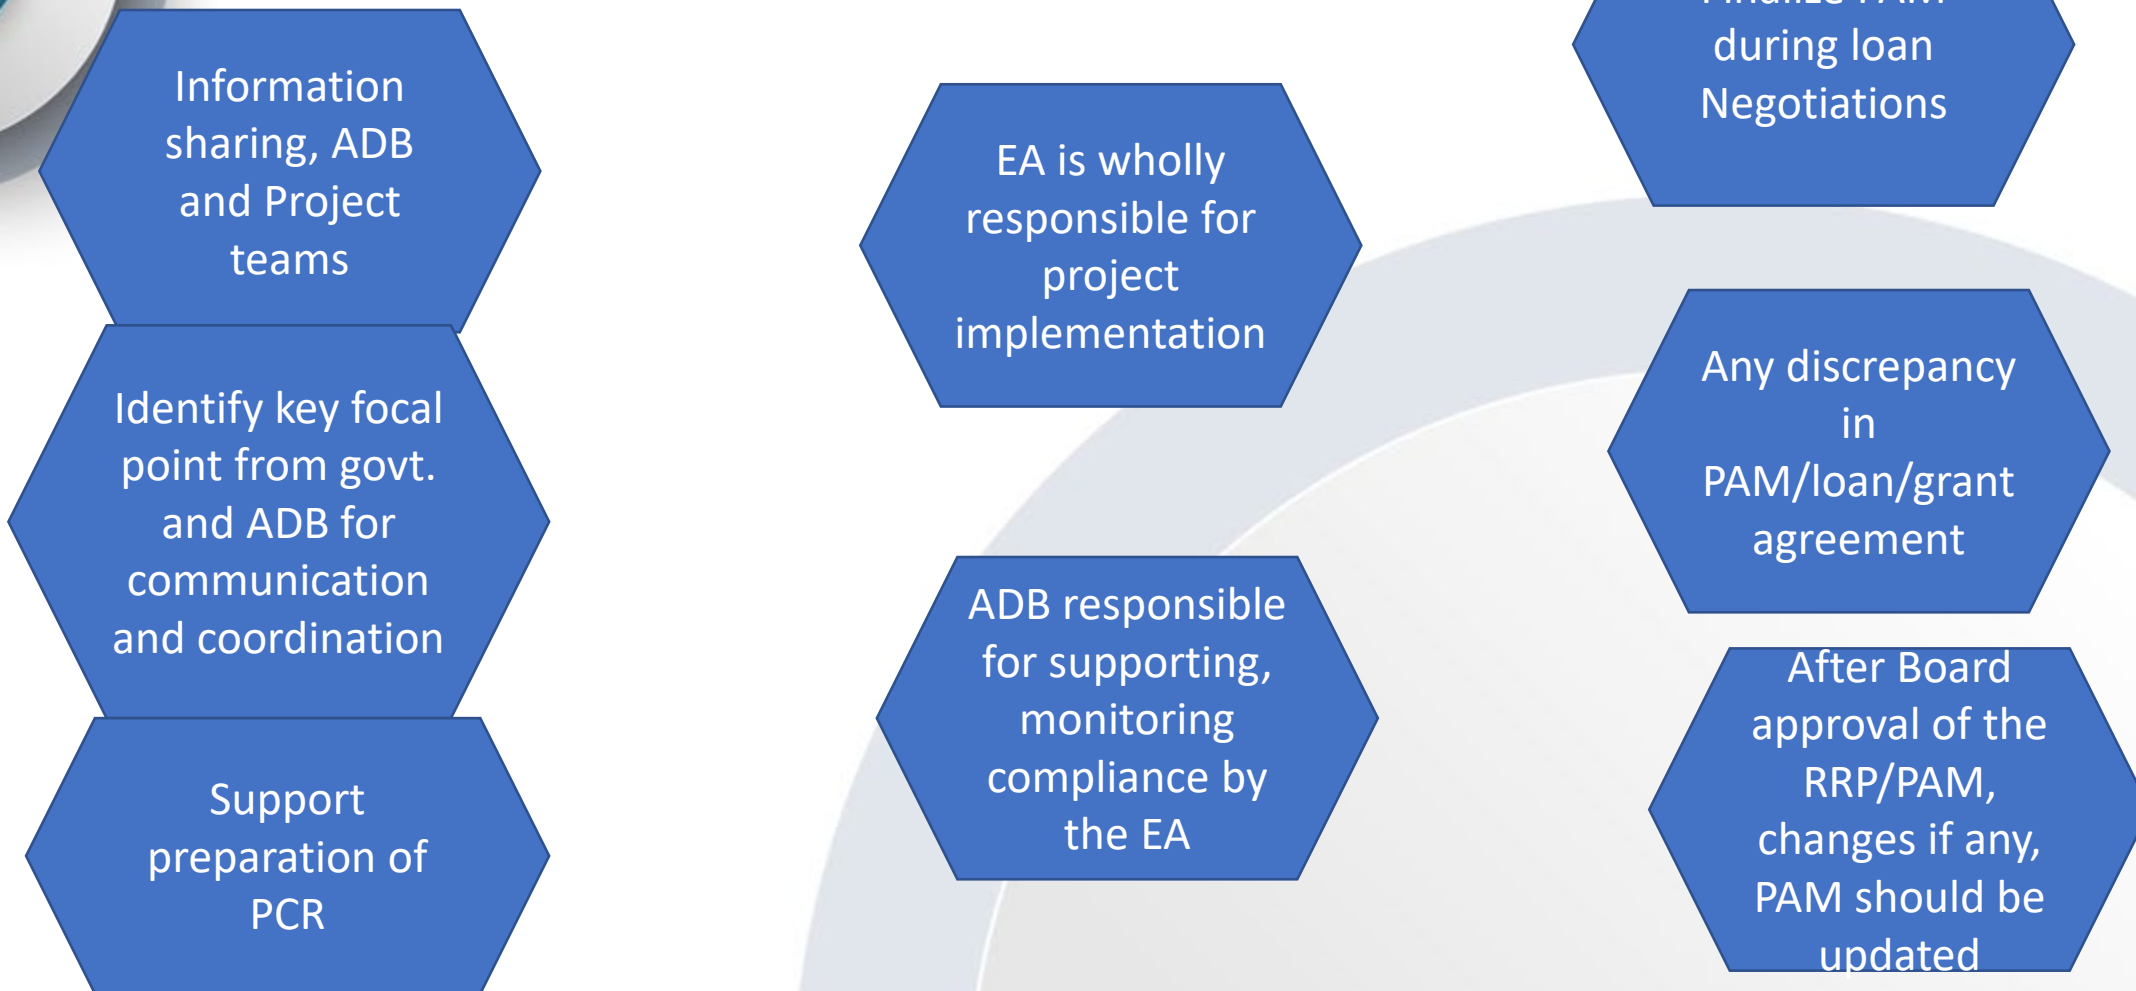 Information
sharing, ADB
and Project
teams
Identify key focal
point from govt.
and ADB for
communication
and coordination
Support
preparation of
PCR
EA is wholly
responsible for
project
implementation
ADB responsible
for supporting,
monitoring
compliance by
the EA
Finalize PAM
during loan
Negotiations
Any discrepancy
in
PAM/loan/grant
agreement
After Board
approval of the
RRP/PAM,
changes if any,
PAM should be
updated